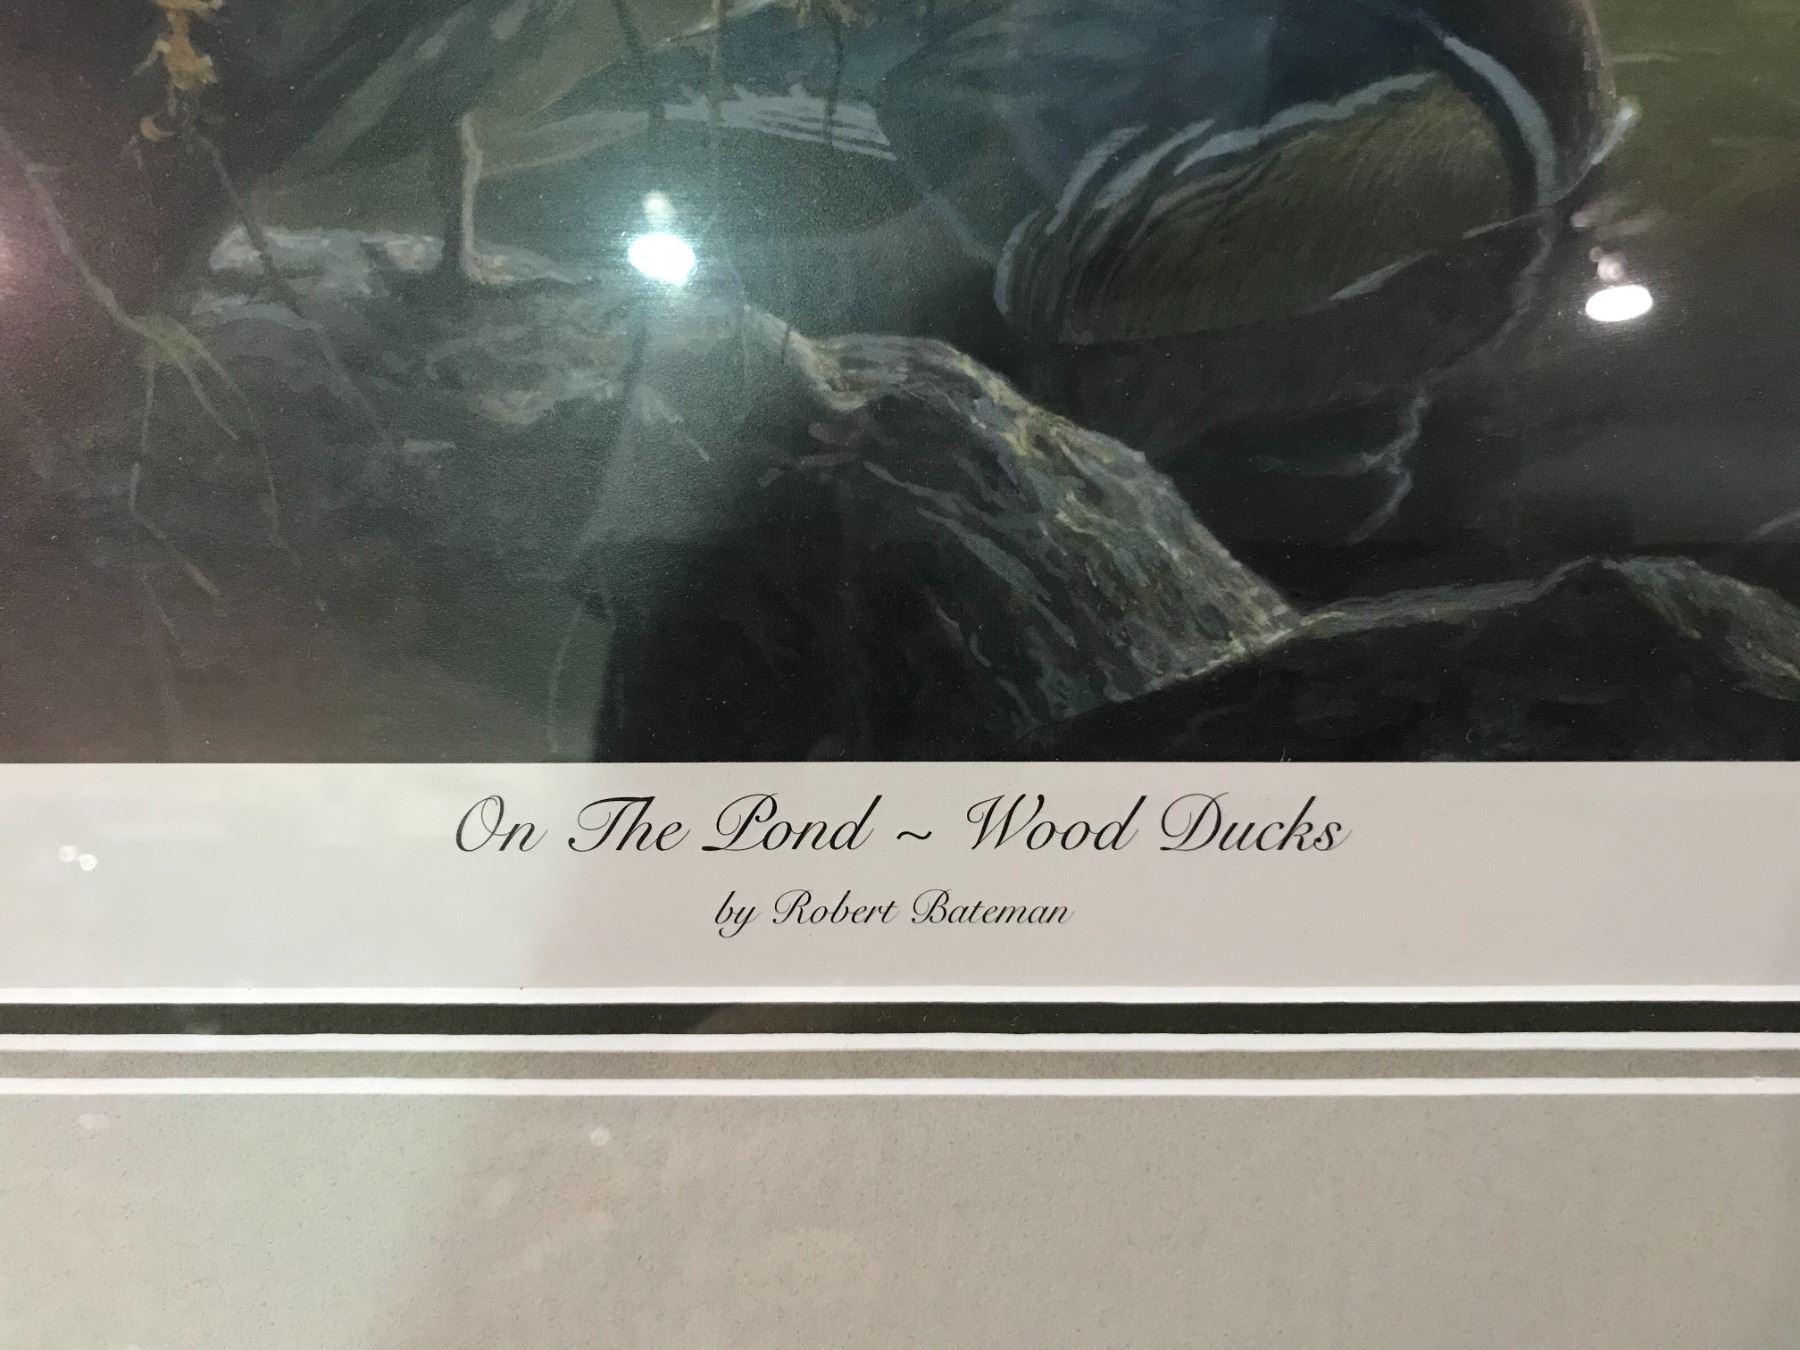 On The Pond ~ Wood Ducks
by Robert Bateman